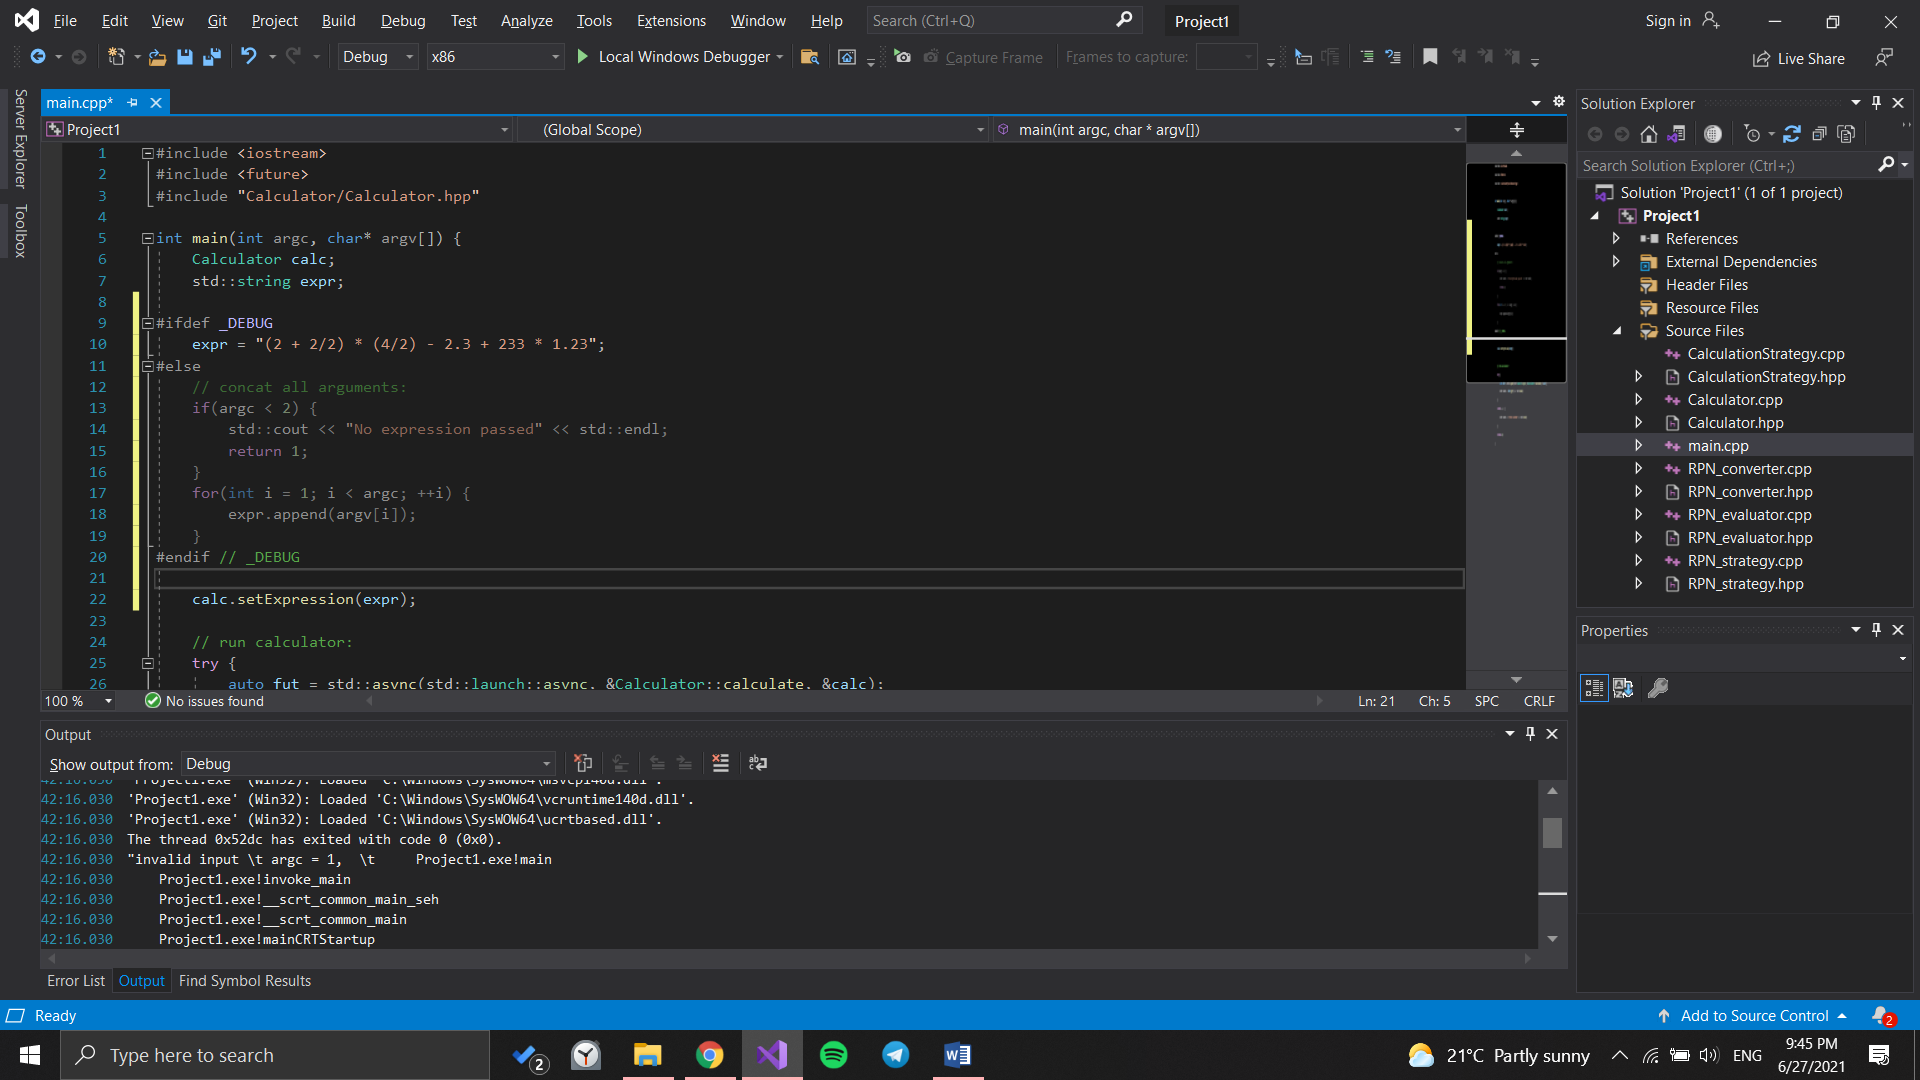 File Edit View Git Project Build Debug Test Analyze Tools Extensions Window Help Search (Ctrl+Q) Project1 Sign in
Debug x86 Local Windows Debugger Capture Frame Frames to capture: Live Share
Server Explorer
Toolbox
main.cpp*
Project1 (Global Scope) main(int argc, char * argv[])
1 #include <iostream>
2 #include <future>
3 #include "Calculator/Calculator.hpp"
4
5 int main(int argc, char* argv[]) {
6 Calculator calc;
7 std::string expr;
8
9 #ifdef _DEBUG
10 expr = "(2 + 2/2) * (4/2) - 2.3 + 233 * 1.23";
11 #else
12 // concat all arguments:
13 if(argc < 2) {
14 std::cout << "No expression passed" << std::endl;
15 return 1;
16 }
17 for(int i = 1; i < argc; ++i) {
18 expr.append(argv[i]);
19 }
20 #endif // _DEBUG
21
22 calc.setExpression(expr);
23
24 // run calculator:
25 try {
26 auto fut = std::async(std::launch::async, &Calculator::calculate, &calc);
100 % No issues found Ln: 21 Ch: 5 SPC CRLF
Output
Show output from: Debug
42:16.030 'Project1.exe' (Win32): Loaded 'C:\Windows\SysWOW64\msvcp140d.dll'.
42:16.030 'Project1.exe' (Win32): Loaded 'C:\Windows\SysWOW64\vcruntime140d.dll'.
42:16.030 'Project1.exe' (Win32): Loaded 'C:\Windows\SysWOW64\ucrtbased.dll'.
42:16.030 The thread 0x52dc has exited with code 0 (0x0).
42:16.030 "invalid input \t argc = 1, \t Project1.exe!main
42:16.030 Project1.exe!invoke_main
42:16.030 Project1.exe!__scrt_common_main_seh
42:16.030 Project1.exe!__scrt_common_main
42:16.030 Project1.exe!mainCRTStartup
Error List Output Find Symbol Results
Solution Explorer
Search Solution Explorer (Ctrl+;)
Solution 'Project1' (1 of 1 project)
Project1
References
External Dependencies
Header Files
Resource Files
Source Files
CalculationStrategy.cpp
CalculationStrategy.hpp
Calculator.cpp
Calculator.hpp
main.cpp
RPN_converter.cpp
RPN_converter.hpp
RPN_evaluator.cpp
RPN_evaluator.hpp
RPN_strategy.cpp
RPN_strategy.hpp
Properties
Ready Add to Source Control 2
Type here to search 2 21°C Partly sunny ENG 9:45 PM
6/27/2021